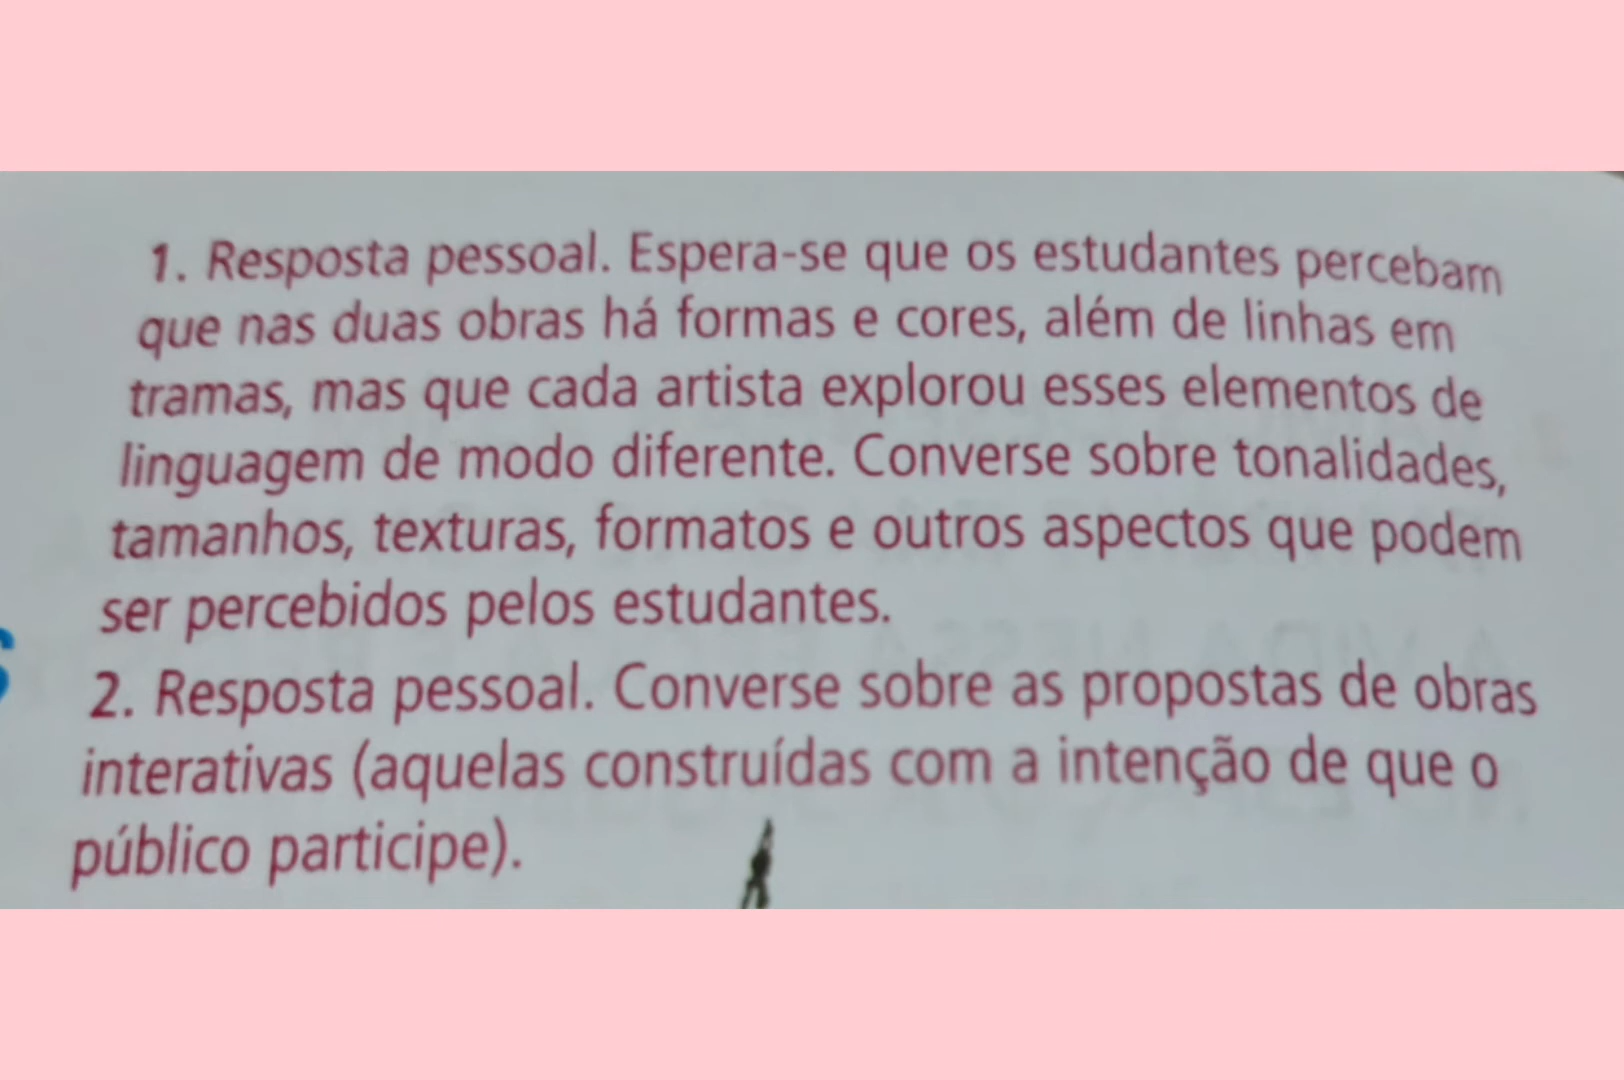 1. Resposta pessoal. Espera-se que os estudantes percebam
que nas duas obras há formas e cores, além de linhas em
tramas, mas que cada artista explorou esses elementos de
linguagem de modo diferente. Converse sobre tonalidades,
tamanhos, texturas, formatos e outros aspectos que podem
ser percebidos pelos estudantes.
2. Resposta pessoal. Converse sobre as propostas de obras
interativas (aquelas construídas com a intenção de que o
público participe).